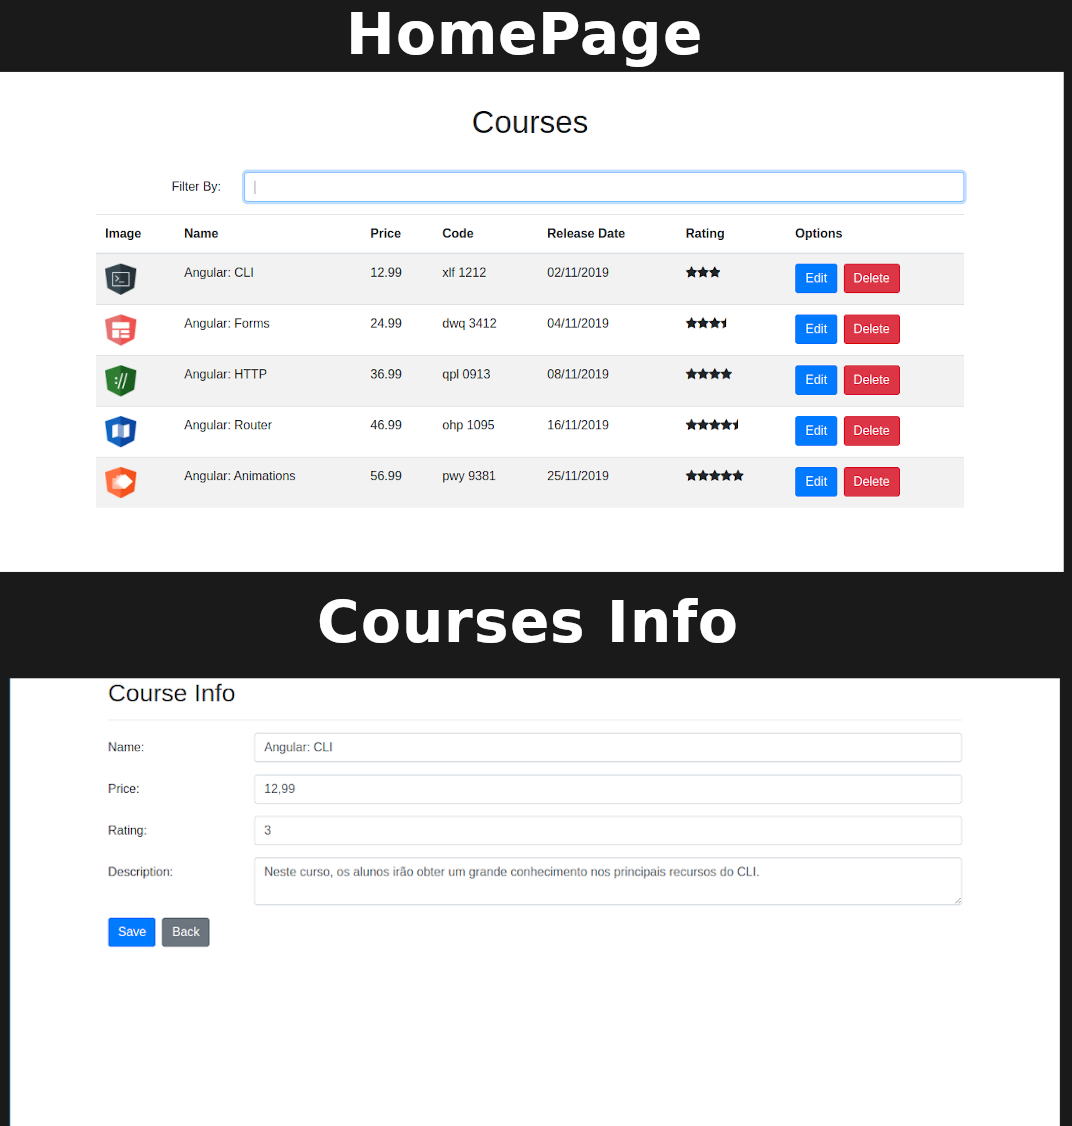 HomePage
Courses
Filter By:
Image Name Price Code Release Date Rating Options
Angular: CLI 12.99 xlf 1212 02/11/2019 Edit Delete
Angular: Forms 24.99 dwq 3412 04/11/2019 Edit Delete
:// Angular: HTTP 36.99 qpl 0913 08/11/2019 Edit Delete
Angular: Router 46.99 ohp 1095 16/11/2019 Edit Delete
Angular: Animations 56.99 pwy 9381 25/11/2019 Edit Delete
Courses Info
Course Info
Name: Angular: CLI
Price: 12,99
Rating: 3
Description: Neste curso, os alunos irão obter um grande conhecimento nos principais recursos do CLI.
Save Back